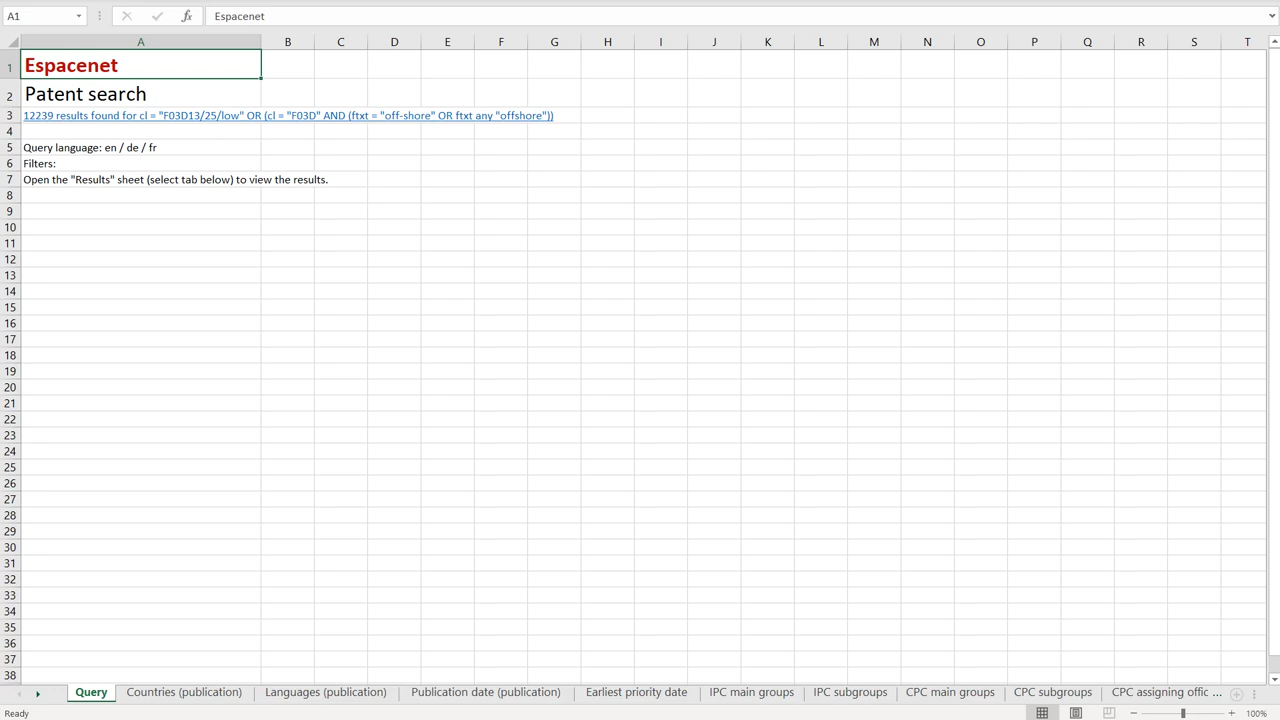 A1
fx
Espacenet
A B C D E F G H I J K L M N O P Q R S T
1 Espacenet
2 Patent search
3 12239 results found for cl = "F03D13/25/low" OR (cl = "F03D" AND (ftxt = "off-shore" OR ftxt any "offshore"))
4
5 Query language: en / de / fr
6 Filters:
7 Open the "Results" sheet (select tab below) to view the results.
8
9
10
11
12
13
14
15
16
17
18
19
20
21
22
23
24
25
26
27
28
29
30
31
32
33
34
35
36
37
38
Query Countries (publication) Languages (publication) Publication date (publication) Earliest priority date IPC main groups IPC subgroups CPC main groups CPC subgroups CPC assigning offic ...
Ready 100%